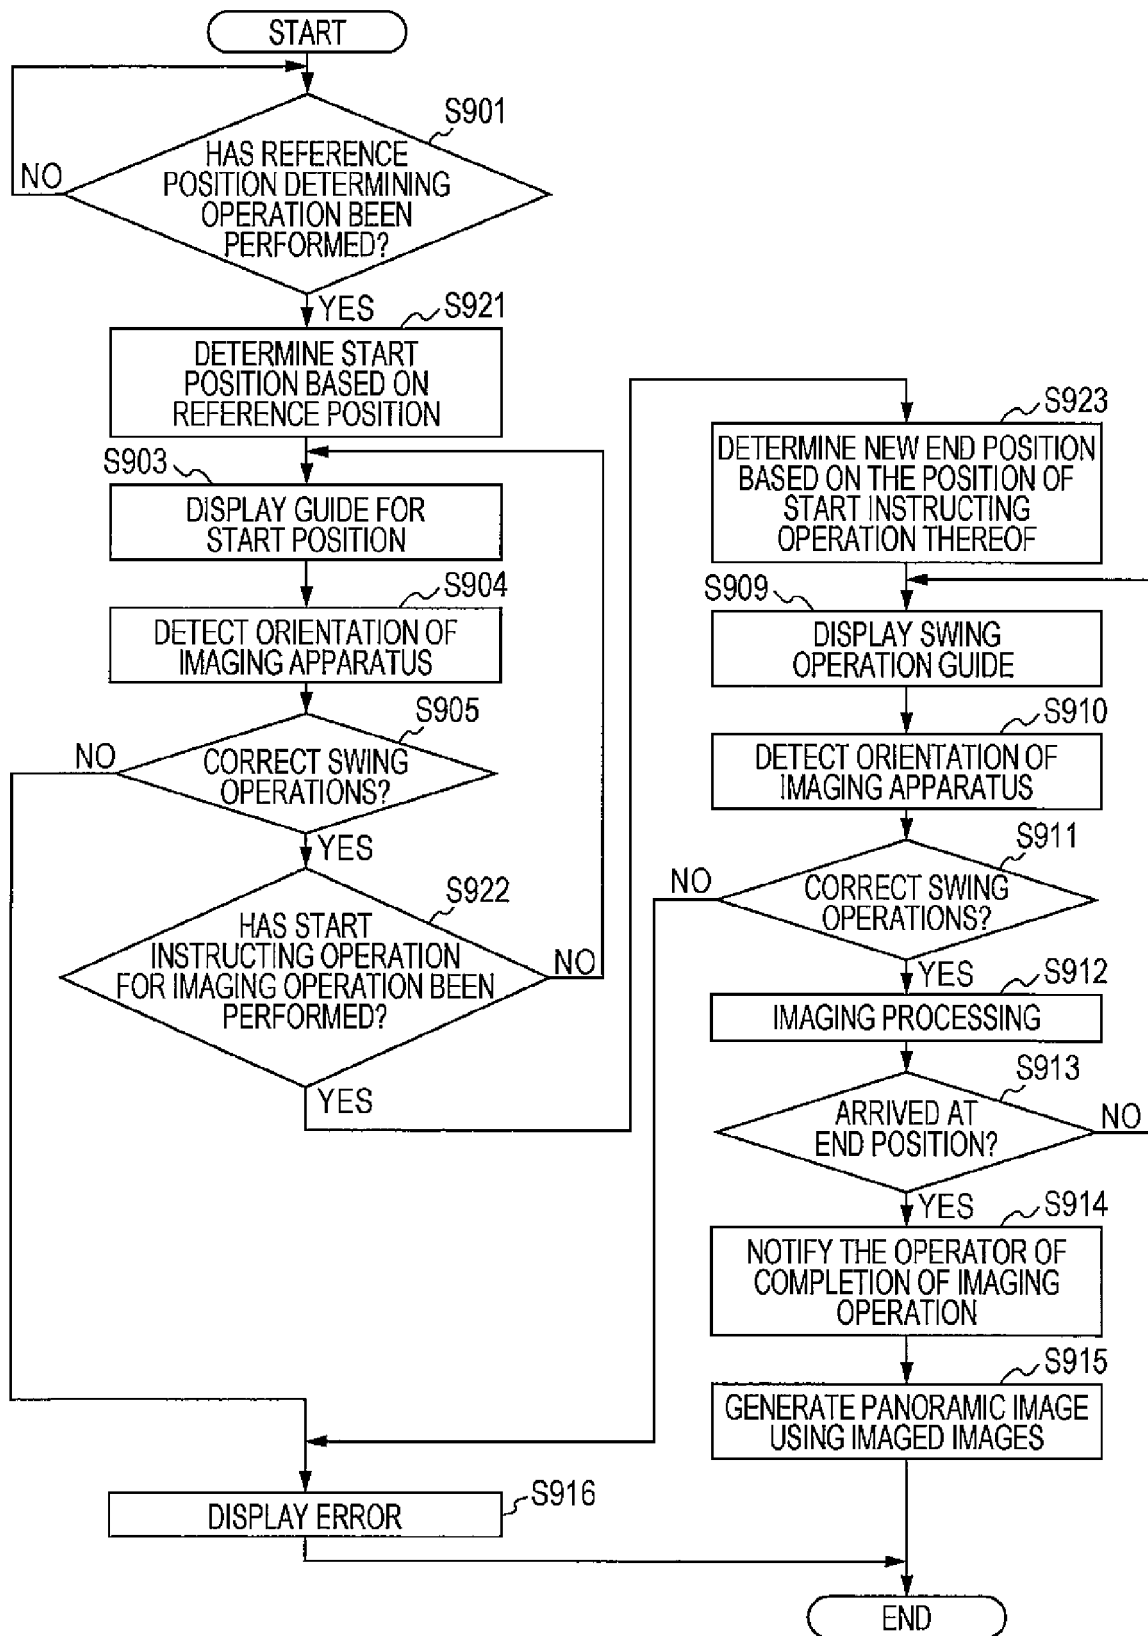 START
S901
HAS REFERENCE
POSITION DETERMINING
OPERATION BEEN
PERFORMED?
NO
YES
S921
DETERMINE START
POSITION BASED ON
REFERENCE POSITION
S903
DISPLAY GUIDE FOR
START POSITION
S904
DETECT ORIENTATION OF
IMAGING APPARATUS
S905
NO
CORRECT SWING
OPERATIONS?
YES
S922
HAS START
INSTRUCTING OPERATION
FOR IMAGING OPERATION BEEN
PERFORMED?
NO
YES
S923
DETERMINE NEW END POSITION
BASED ON THE POSITION OF
START INSTRUCTING
OPERATION THEREOF
S909
DISPLAY SWING
OPERATION GUIDE
S910
DETECT ORIENTATION OF
IMAGING APPARATUS
S911
NO
CORRECT SWING
OPERATIONS?
YES
S912
IMAGING PROCESSING
S913
ARRIVED AT
END POSITION?
NO
YES
S914
NOTIFY THE OPERATOR OF
COMPLETION OF IMAGING
OPERATION
S915
GENERATE PANORAMIC IMAGE
USING IMAGED IMAGES
S916
DISPLAY ERROR
END